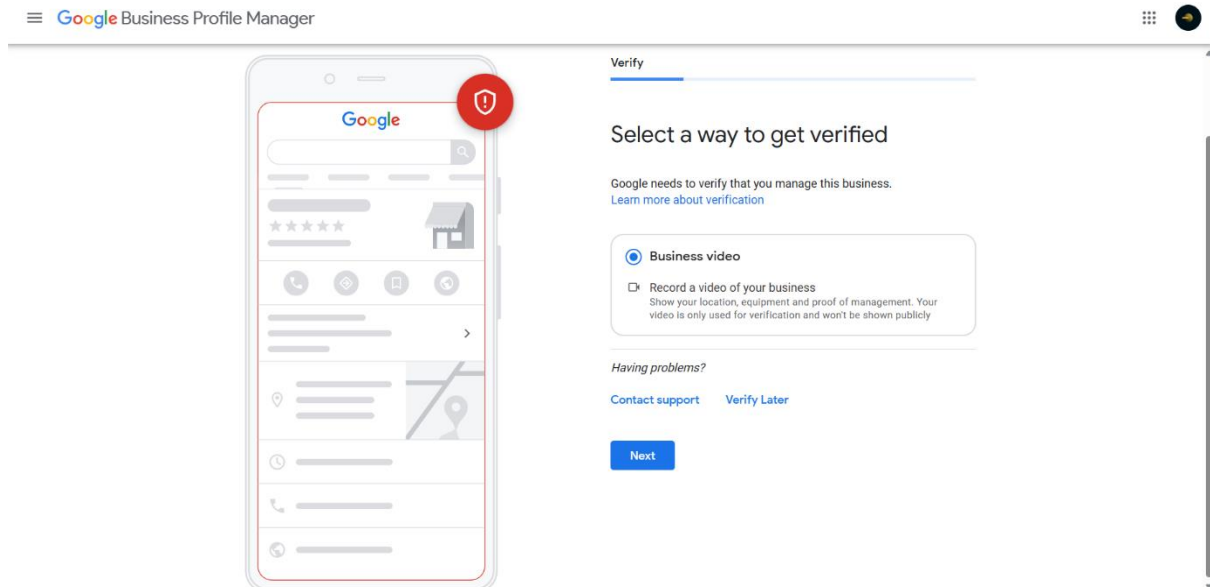 Google Business Profile Manager
Google
Verify
Select a way to get verified
Google needs to verify that you manage this business.
Learn more about verification
Business video
Record a video of your business
Show your location, equipment and proof of management. Your
video is only used for verification and won't be shown publicly
Having problems?
Contact support Verify Later
Next